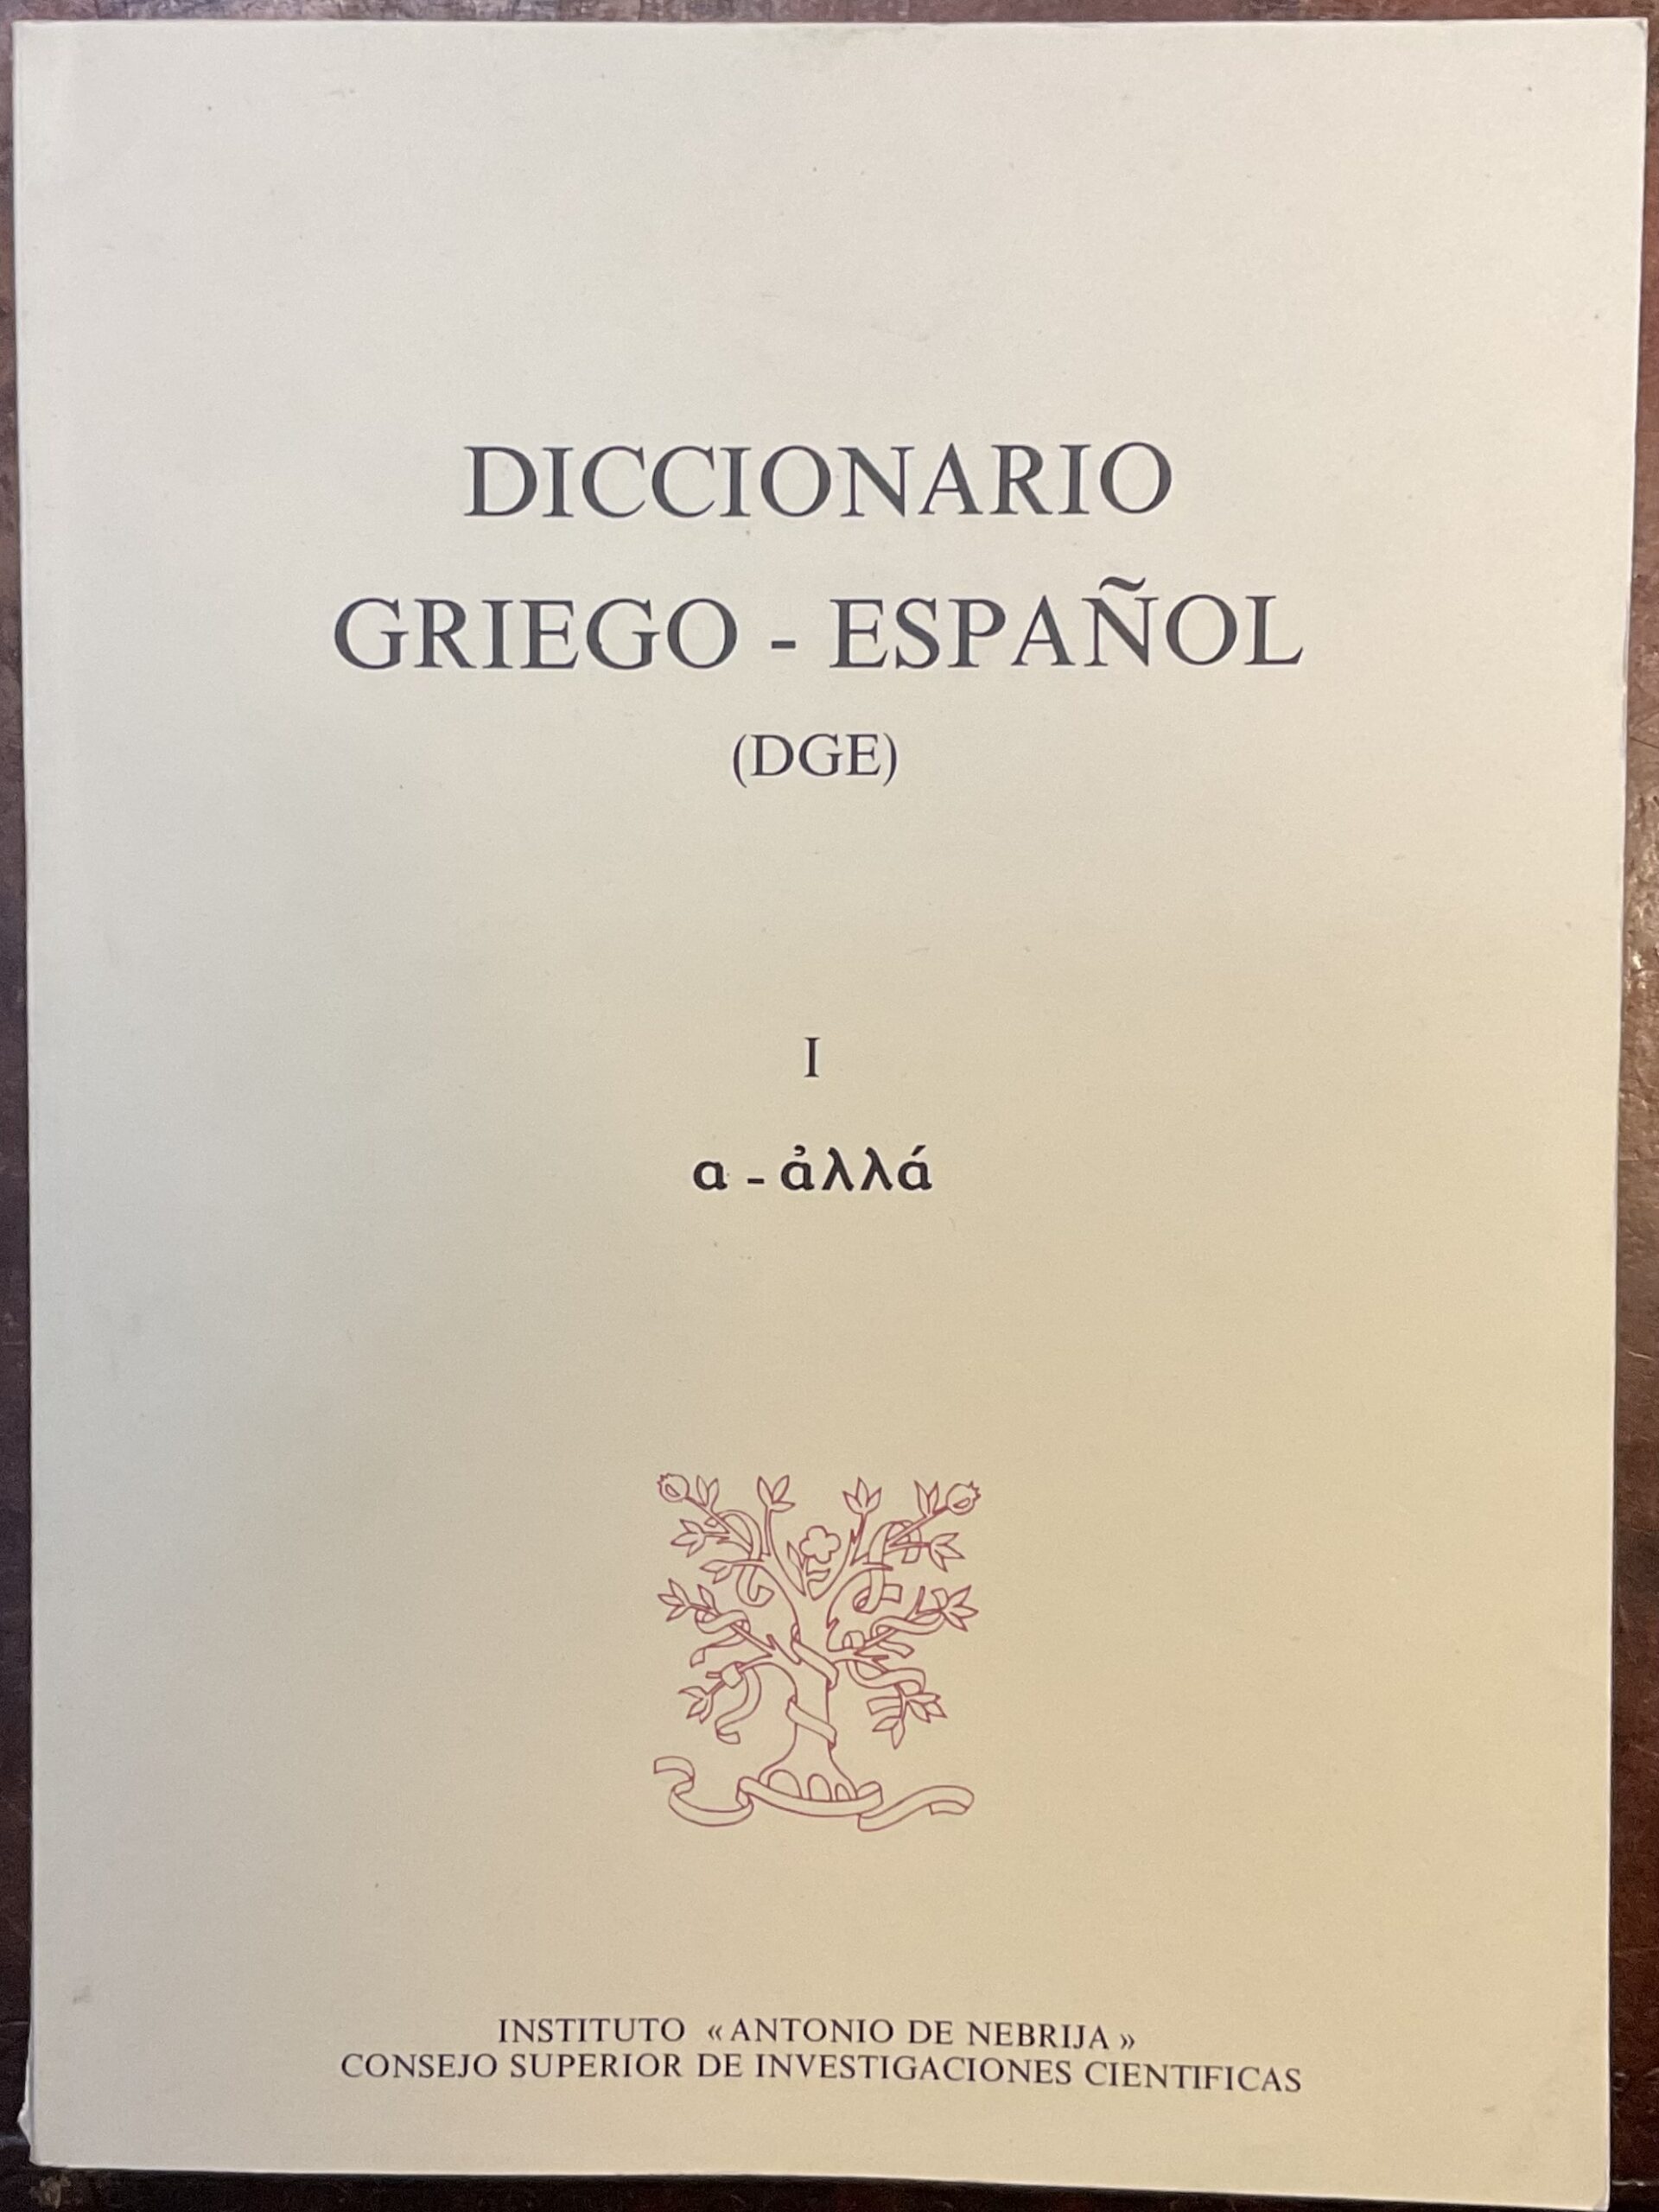 DICCIONARIO
GRIEGO - ESPAÑOL
(DGE)
I
α - ἀλλά
INSTITUTO «ANTONIO DE NEBRIJA»
CONSEJO SUPERIOR DE INVESTIGACIONES CIENTIFICAS